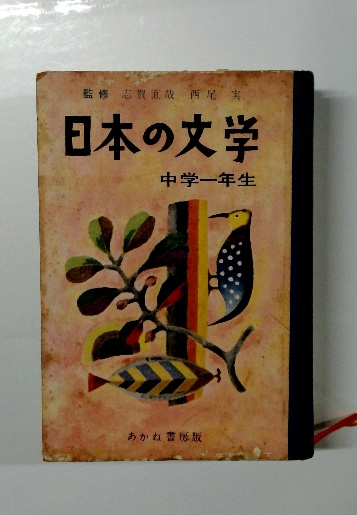 監修 志賀直哉 西尾 実
日本の文学
中学一年生
あかね書房版